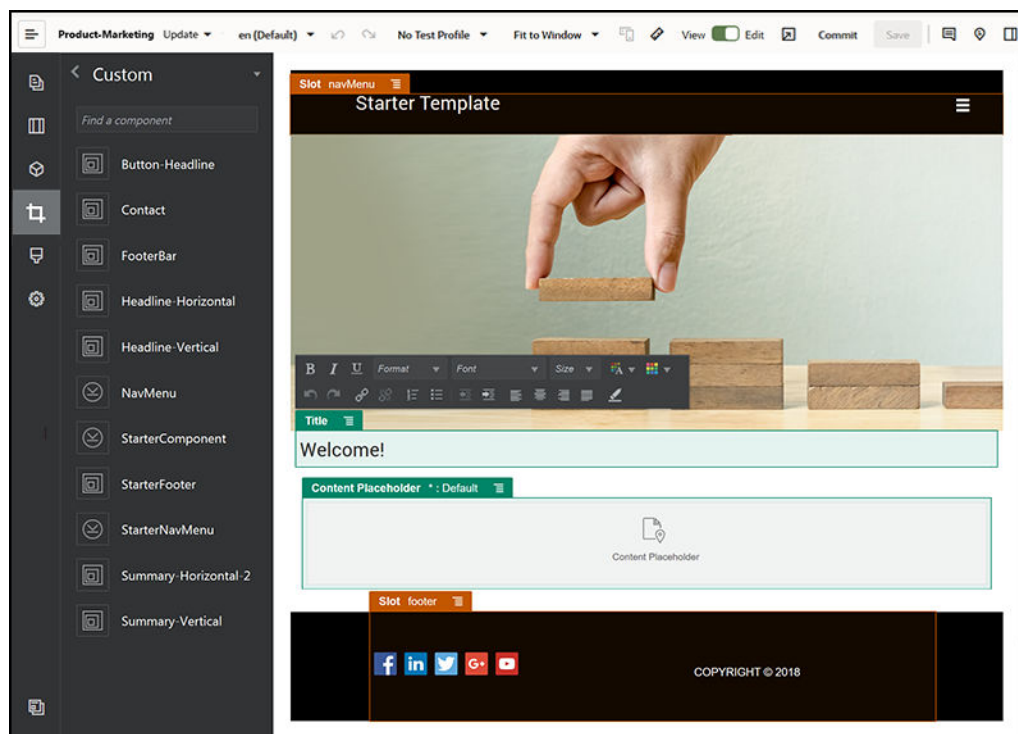 Product-Marketing Update en (Default) No Test Profile Fit to Window View Edit Commit Save
Custom
Find a component
Button-Headline
Contact
FooterBar
Headline-Horizontal
Headline-Vertical
NavMenu
StarterComponent
StarterFooter
StarterNavMenu
Summary-Horizontal-2
Summary-Vertical
Slot navMenu
Starter Template
B I U Format Font Size
Title
Welcome!
Content Placeholder * : Default
Content Placeholder
Slot footer
f in G+
COPYRIGHT © 2018